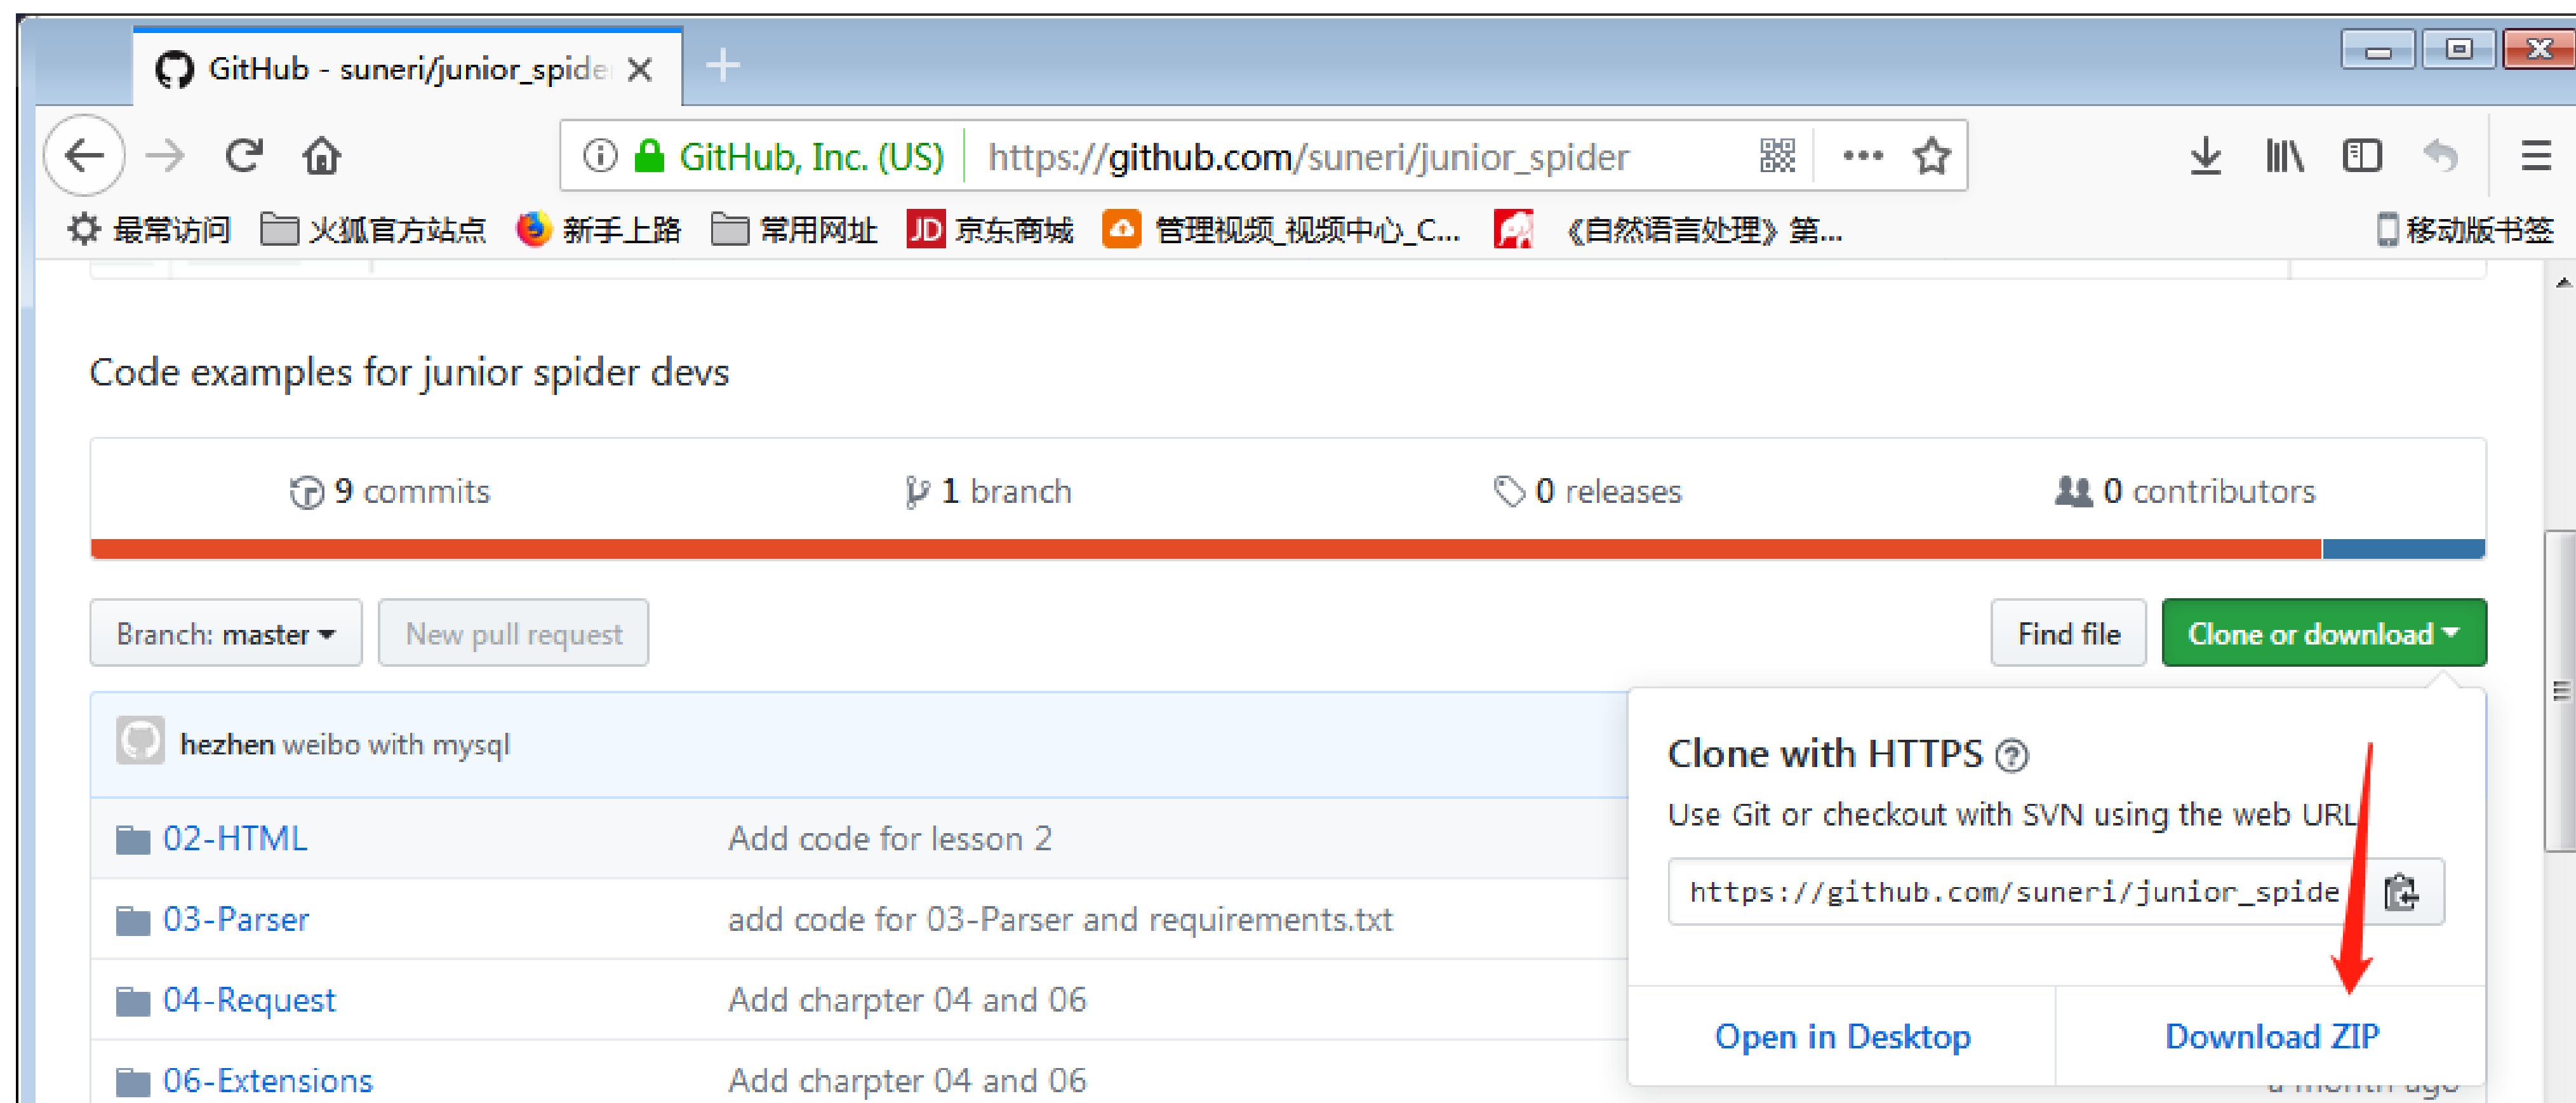 GitHub - suneri/junior_spide
GitHub, Inc. (US) https://github.com/suneri/junior_spider
最常访问 火狐官方站点 新手上路 常用网址 JD 京东商城 管理视频_视频中心_C... 《自然语言处理》第... 移动版书签
Code examples for junior spider devs
9 commits 1 branch 0 releases 0 contributors
Branch: master New pull request Find file Clone or download
hezhen weibo with mysql
Clone with HTTPS ?
Use Git or checkout with SVN using the web URL
https://github.com/suneri/junior_spide
Open in Desktop Download ZIP
02-HTML Add code for lesson 2
03-Parser add code for 03-Parser and requirements.txt
04-Request Add charpter 04 and 06
06-Extensions Add charpter 04 and 06 a month ago